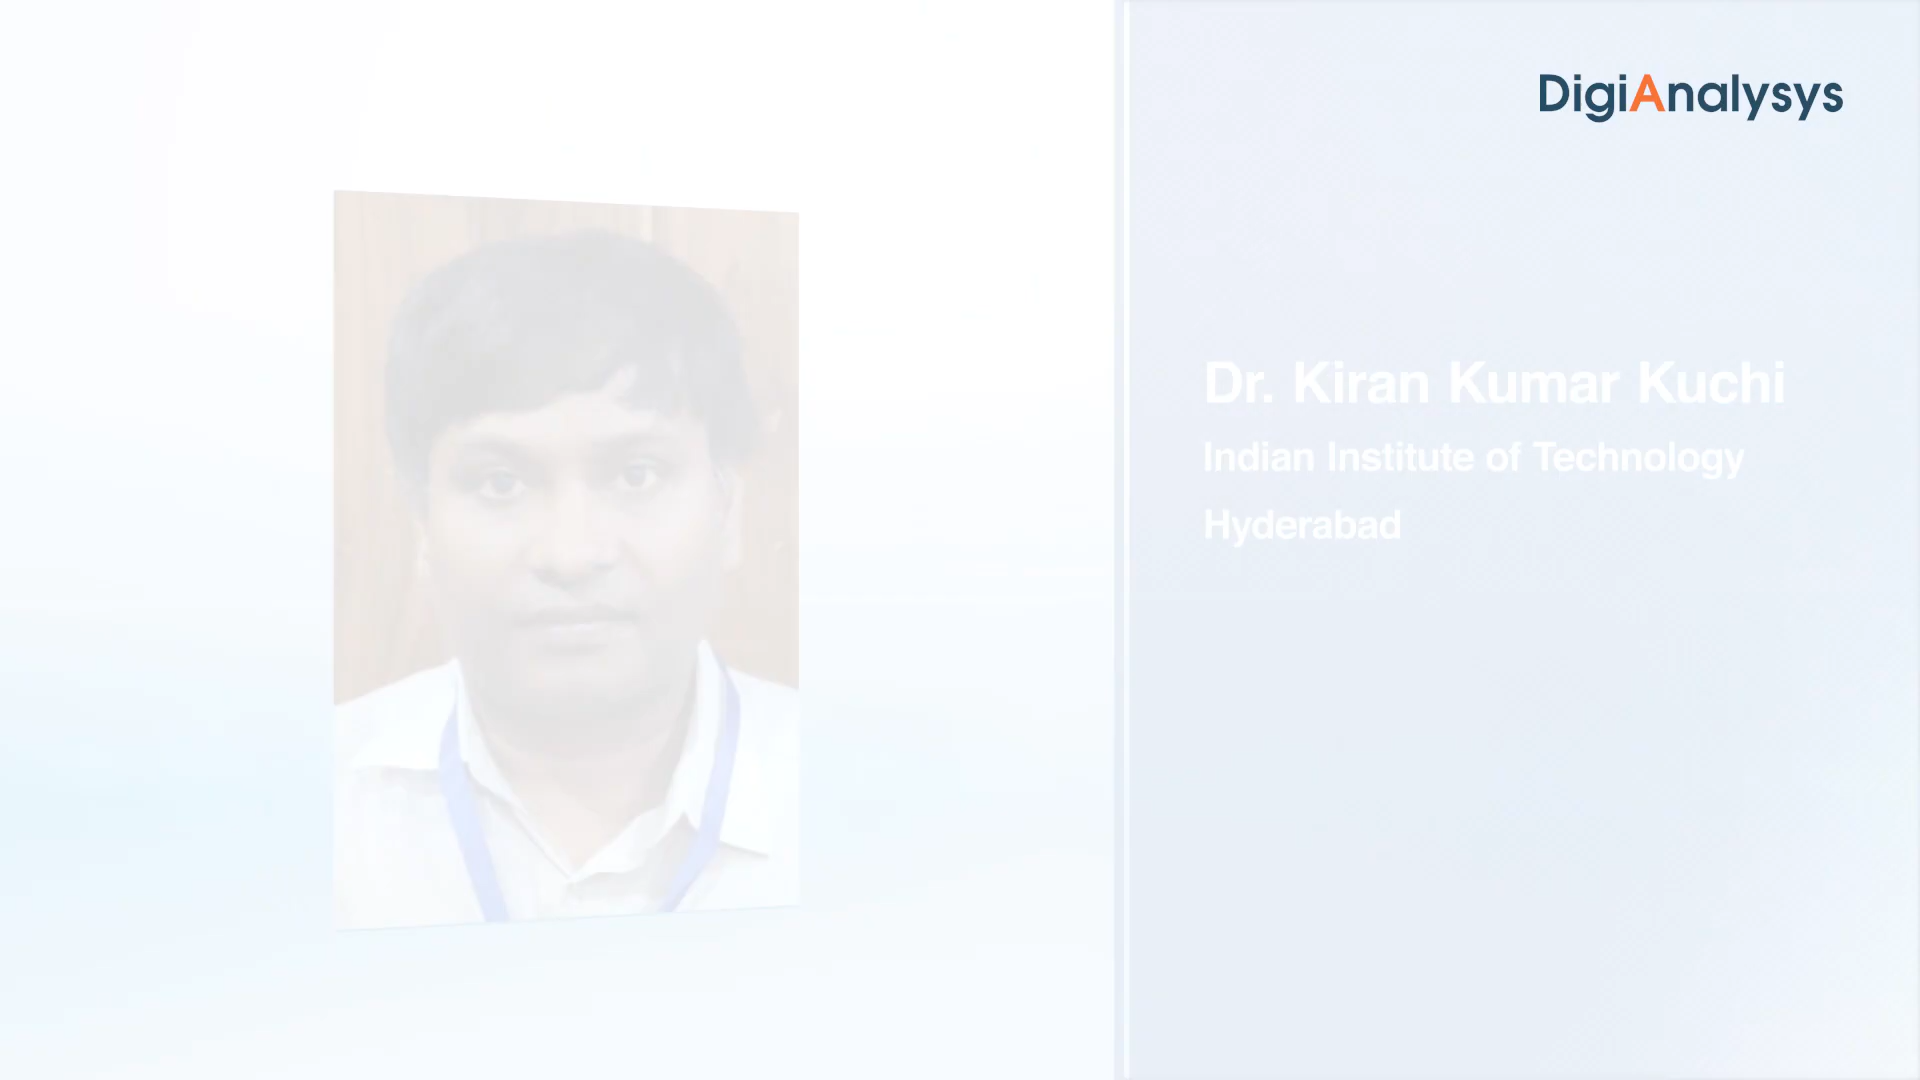 DigiAnalysys
Dr. Kiran Kumar Kuchi
Indian Institute of Technology
Hyderabad